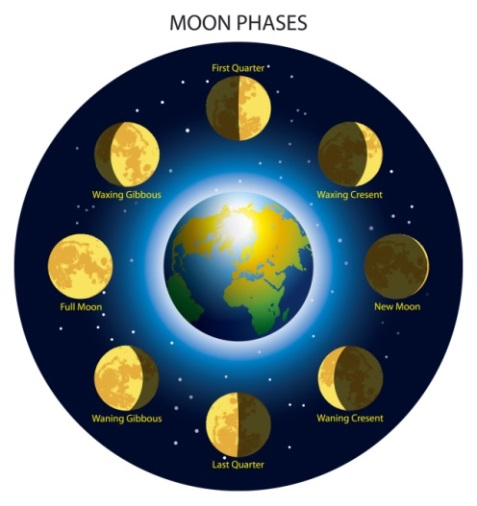 MOON PHASES
First Quarter
Waxing Gibbous
Waxing Cresent
Full Moon
New Moon
Waning Gibbous
Waning Cresent
Last Quarter